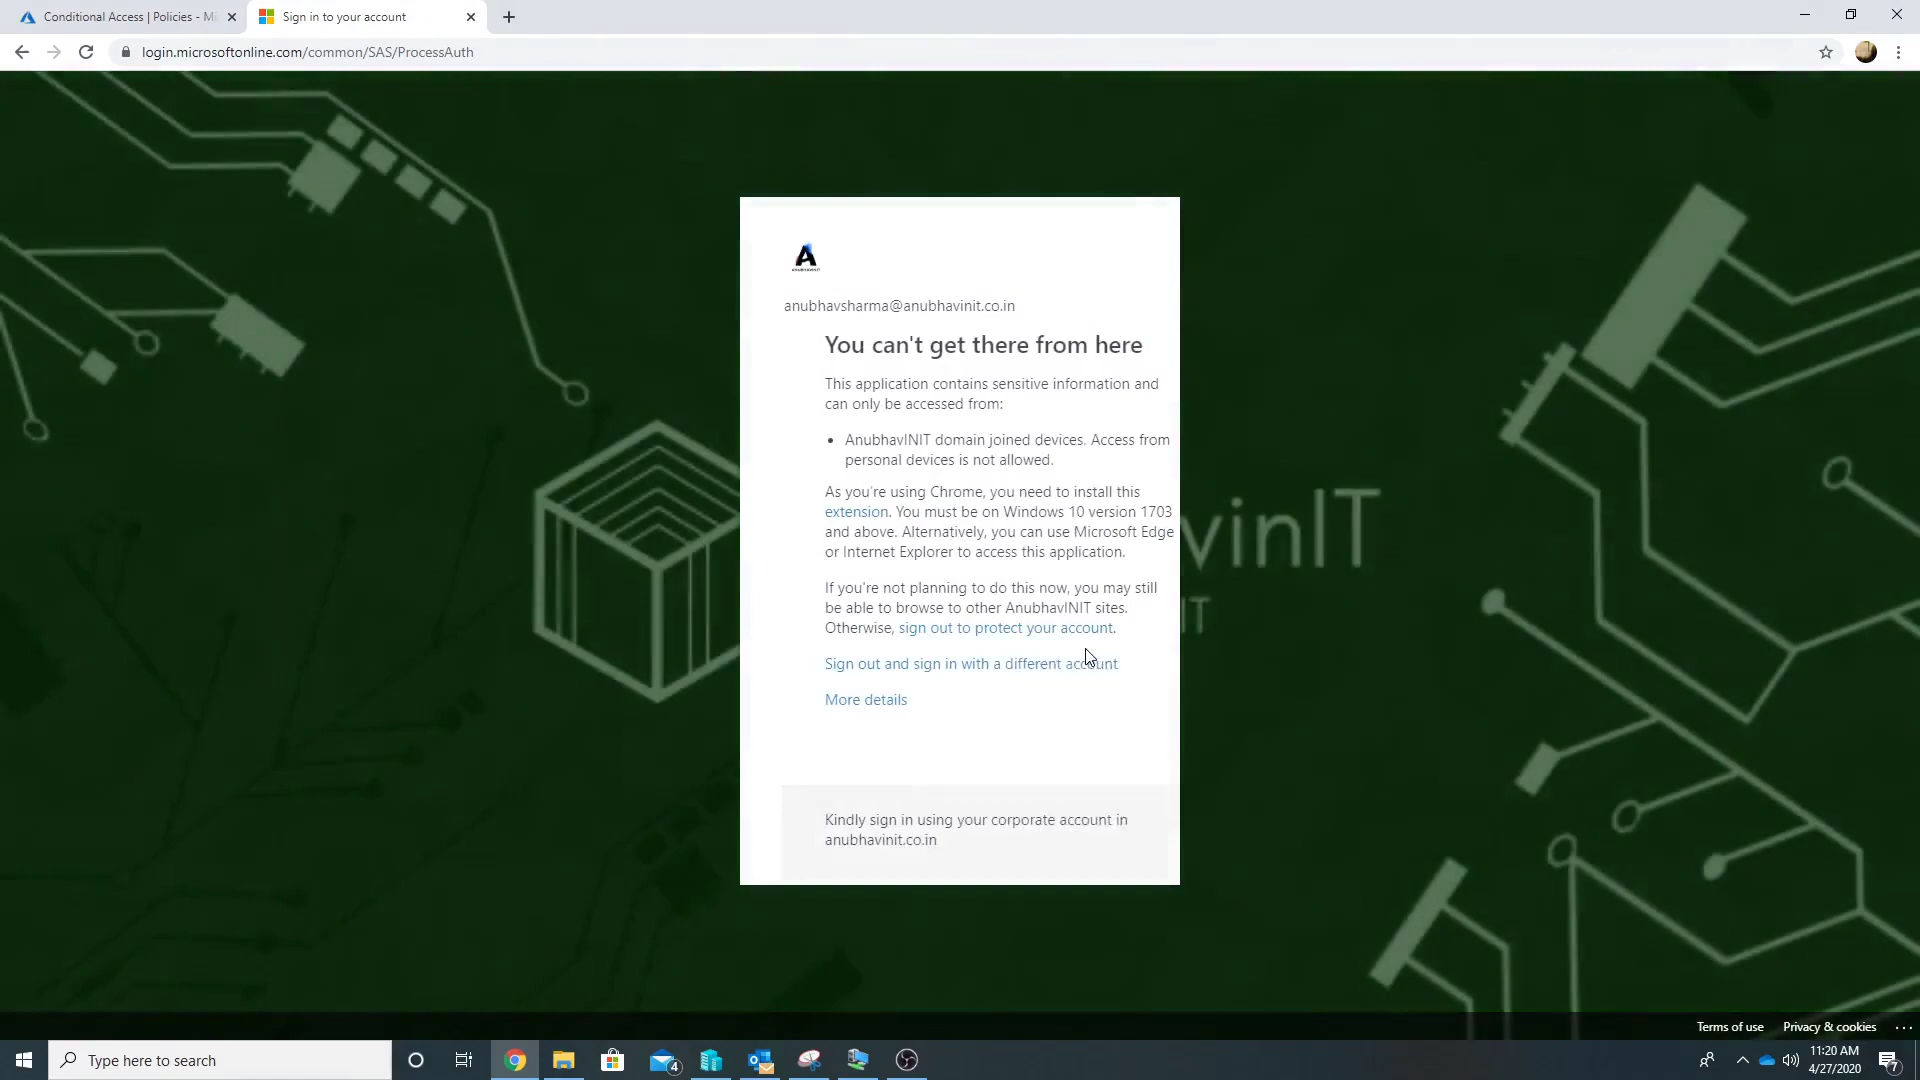 Conditional Access | Policies - Mi
Sign in to your account
login.microsoftonline.com/common/SAS/ProcessAuth
A
ANUBHAVINIT
anubhavsharma@anubhavinit.co.in
You can't get there from here
This application contains sensitive information and
can only be accessed from:
• AnubhavINIT domain joined devices. Access from
personal devices is not allowed.
As you're using Chrome, you need to install this
extension. You must be on Windows 10 version 1703
and above. Alternatively, you can use Microsoft Edge
or Internet Explorer to access this application.
If you're not planning to do this now, you may still
be able to browse to other AnubhavINIT sites.
Otherwise, sign out to protect your account.
Sign out and sign in with a different account
More details
Kindly sign in using your corporate account in
anubhavinit.co.in
vinIT
IT
Terms of use
Privacy & cookies
...
Type here to search
4
11:20 AM
4/27/2020
7